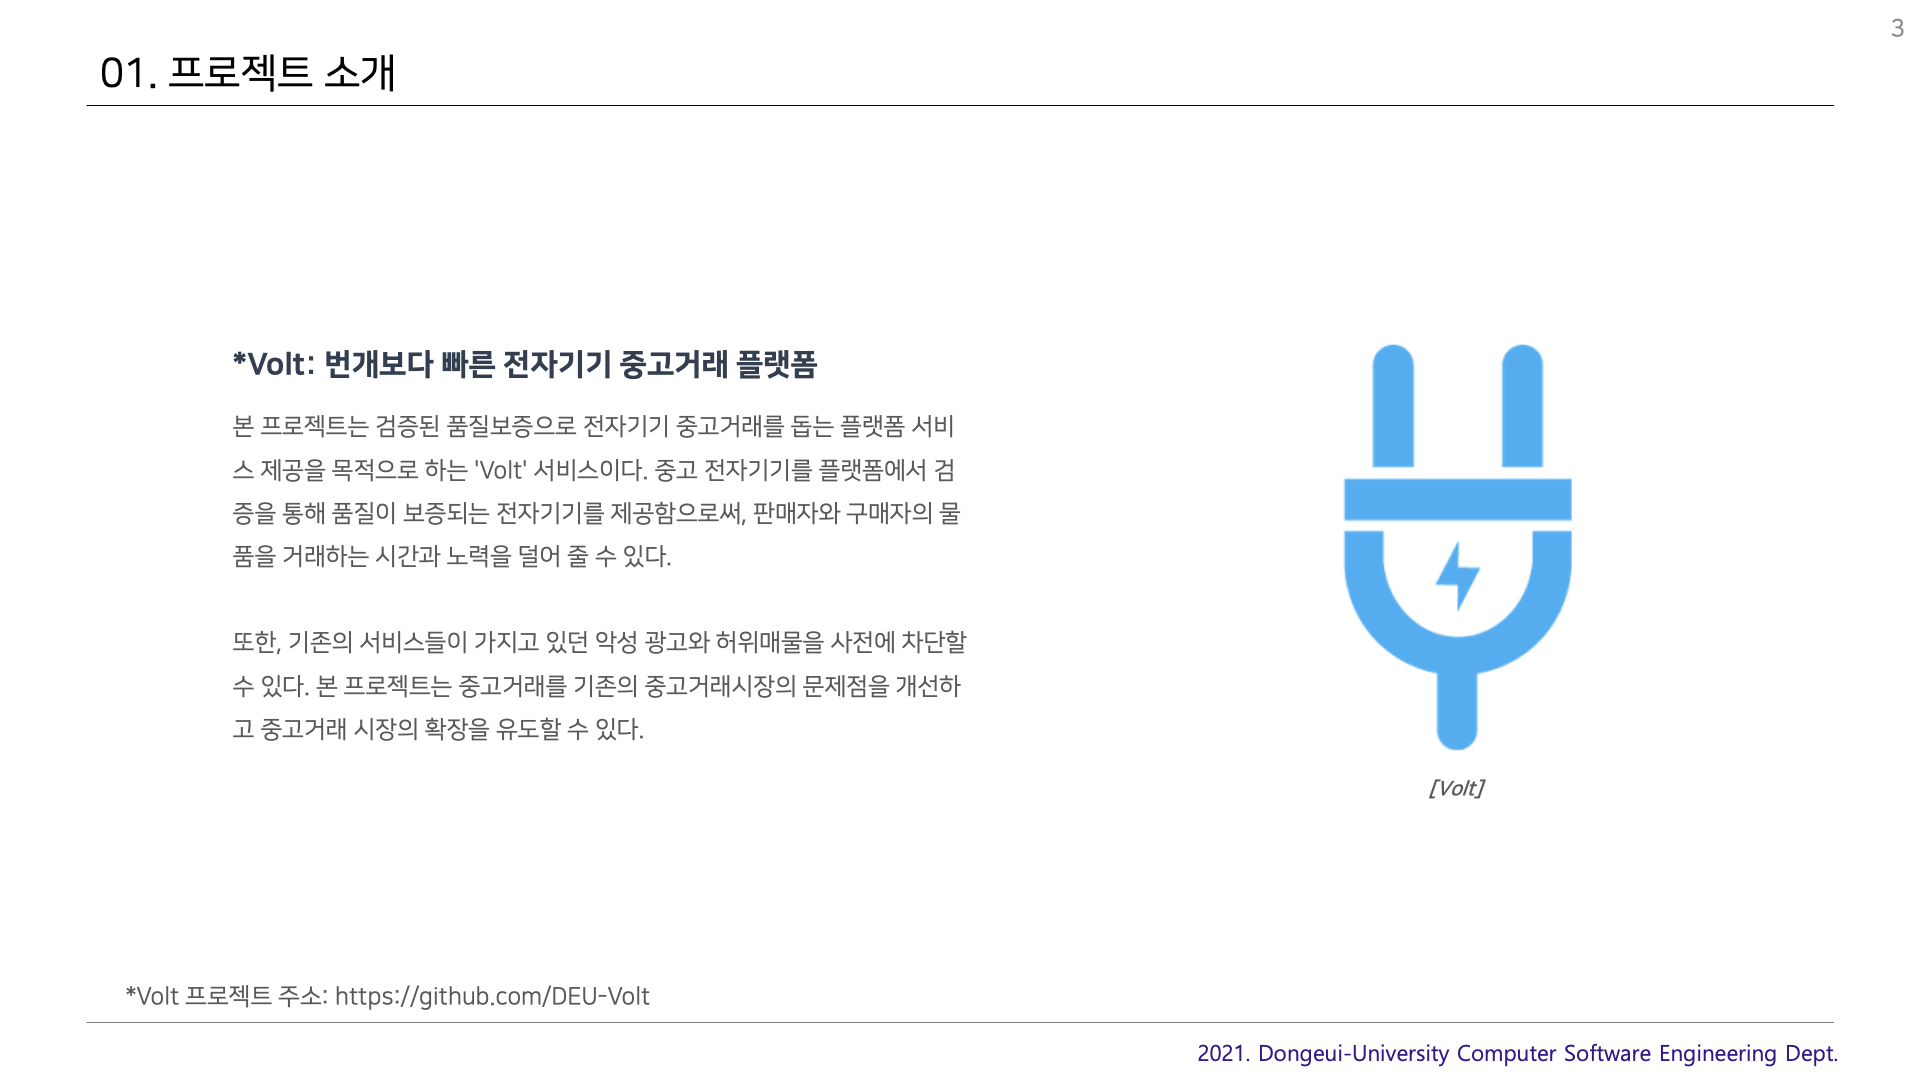 3
01. 프로젝트 소개
*Volt: 번개보다 빠른 전자기기 중고거래 플랫폼
본 프로젝트는 검증된 품질보증으로 전자기기 중고거래를 돕는 플랫폼 서비
스 제공을 목적으로 하는 'Volt' 서비스이다. 중고 전자기기를 플랫폼에서 검
증을 통해 품질이 보증되는 전자기기를 제공함으로써, 판매자와 구매자의 물
품을 거래하는 시간과 노력을 덜어 줄 수 있다.
또한, 기존의 서비스들이 가지고 있던 악성 광고와 허위매물을 사전에 차단할
수 있다. 본 프로젝트는 중고거래를 기존의 중고거래시장의 문제점을 개선하
고 중고거래 시장의 확장을 유도할 수 있다.
[Volt]
*Volt 프로젝트 주소: https://github.com/DEU-Volt
2021. Dongeui-University Computer Software Engineering Dept.